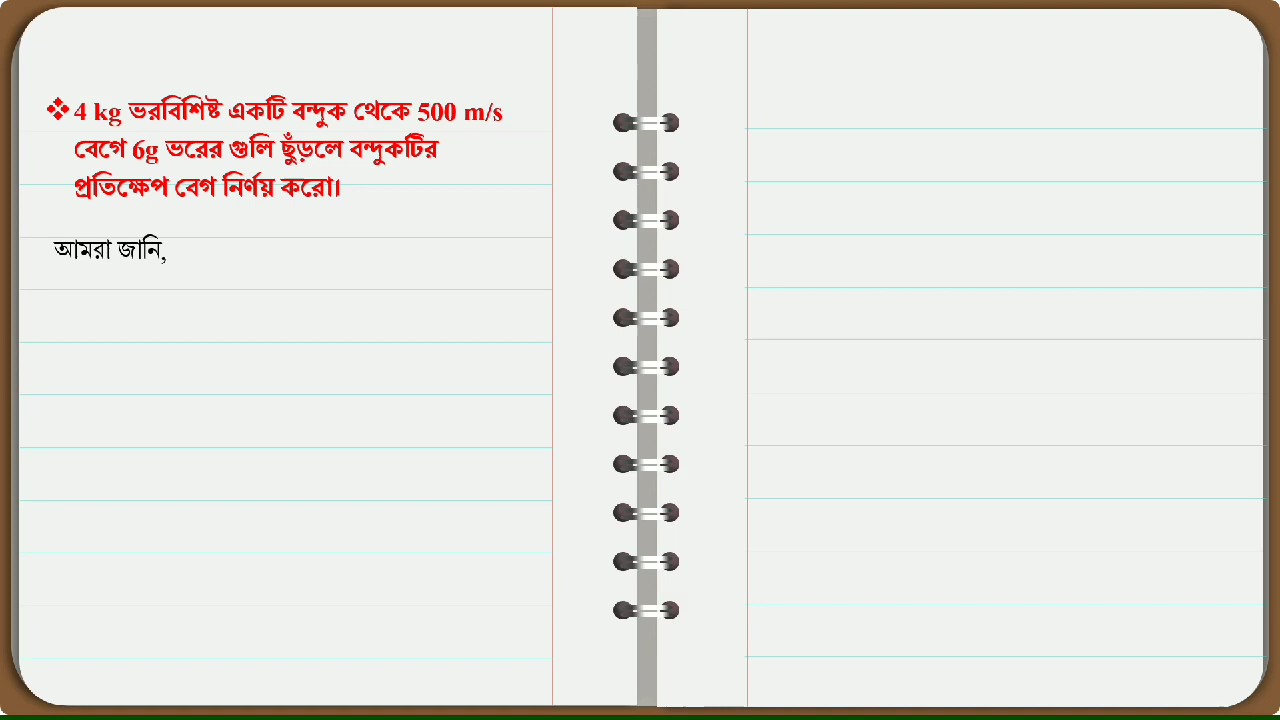 ❖ 4 kg ভরবিশিষ্ট একটি বন্দুক থেকে 500 m/s
বেগে 6g ভরের গুলি ছুঁড়লে বন্দুকটির
প্রতিক্ষেপ বেগ নির্ণয় করো।
আমরা জানি,